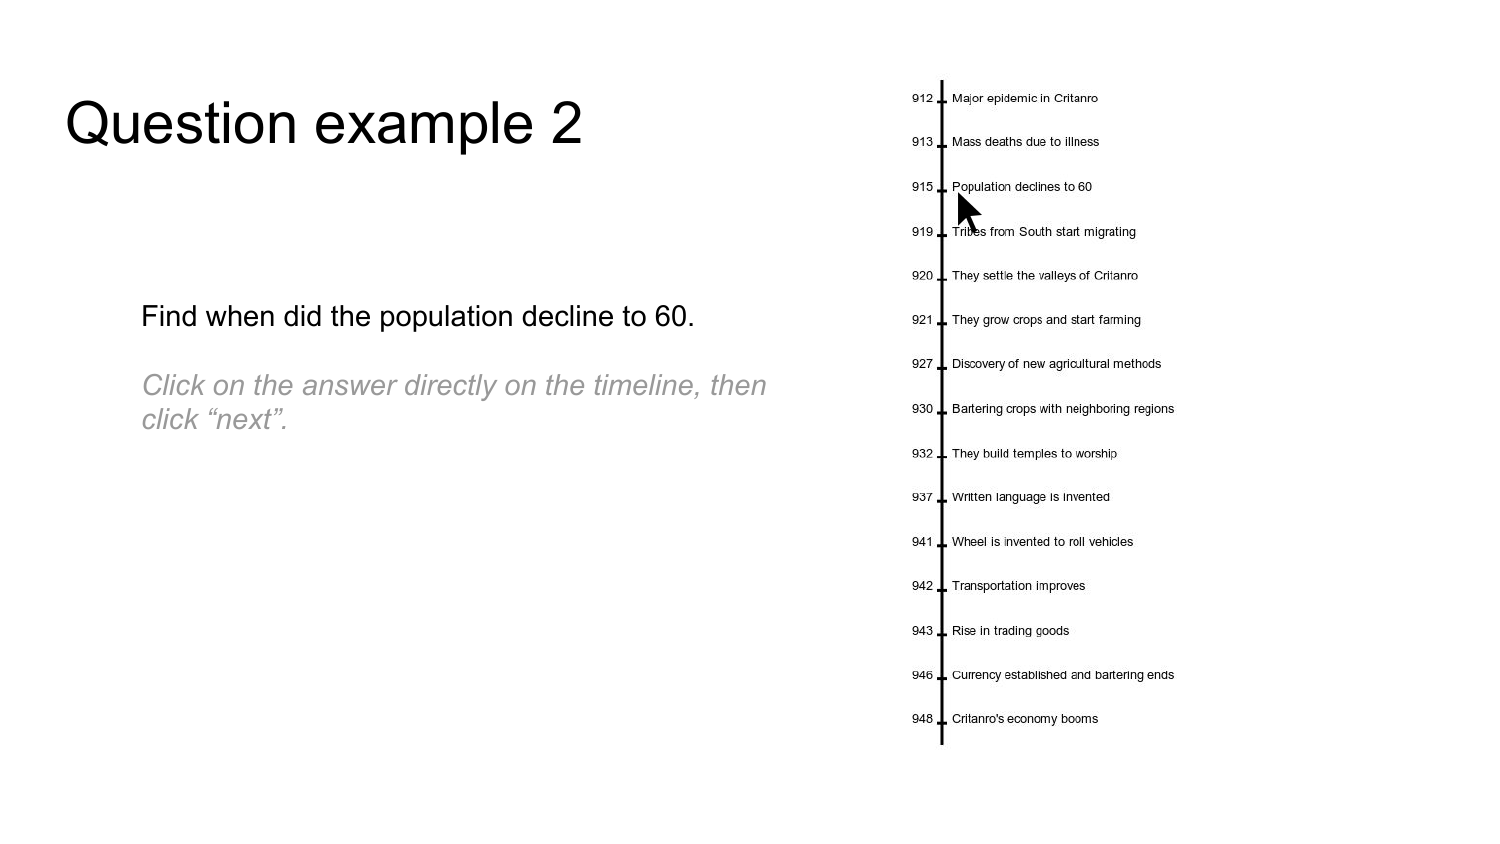 Question example 2
Find when did the population decline to 60.
Click on the answer directly on the timeline, then
click “next”.
912 Major epidemic in Critanro
913 Mass deaths due to illness
915 Population declines to 60
919 Tribes from South start migrating
920 They settle the valleys of Critanro
921 They grow crops and start farming
927 Discovery of new agricultural methods
930 Bartering crops with neighboring regions
932 They build temples to worship
937 Written language is invented
941 Wheel is invented to roll vehicles
942 Transportation improves
943 Rise in trading goods
946 Currency established and bartering ends
948 Critanro's economy booms